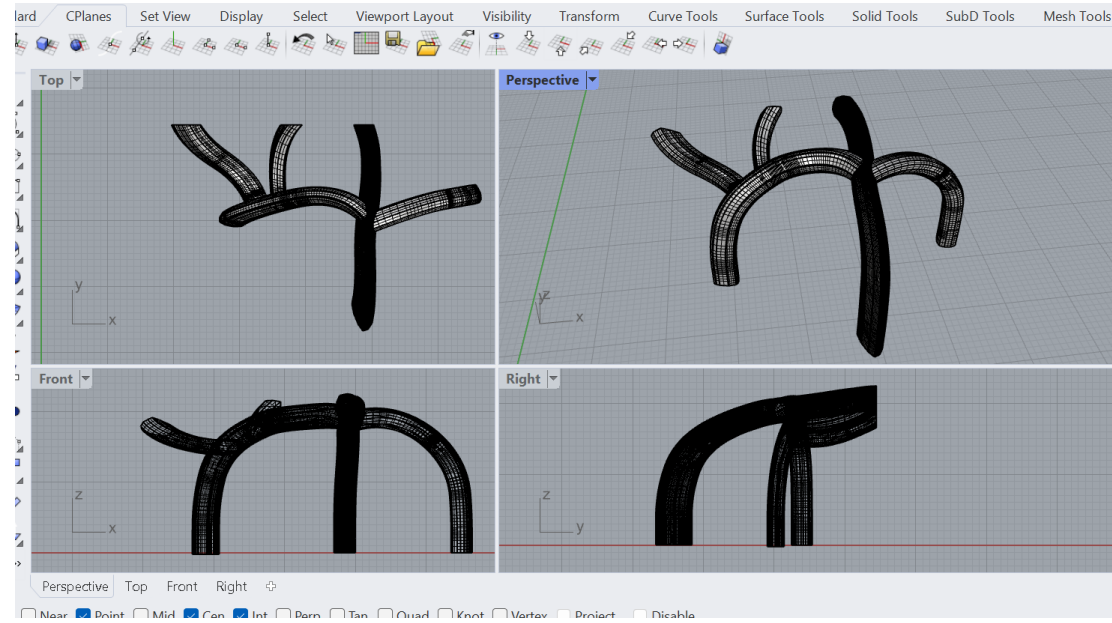 dard CPlanes Set View Display Select Viewport Layout Visibility Transform Curve Tools Surface Tools Solid Tools SubD Tools Mesh Tools
Top Perspective
y
x
y z
x
Front Right
z
x
z
y
Perspective Top Front Right
Near Point Mid Cen Int Perp Tan Quad Knot Vertex Project Disable